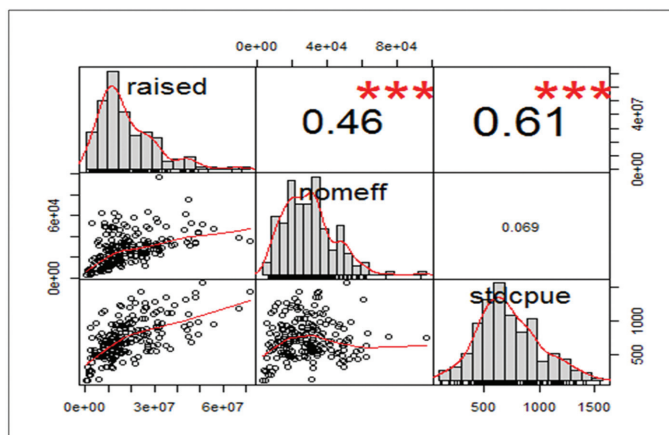 0e+00 4e+04 8e+04
raised
0.46
***
0.61
***
0e+00 4e+07
nomeff
0.069
0e+00 6e+04
stdcpue
500 1000
0e+00 3e+07 6e+07
500 1000 1500